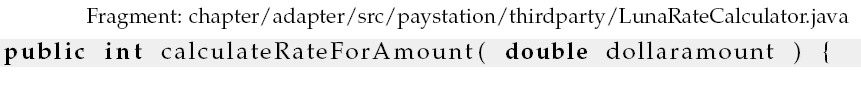 Fragment: chapter/adapter/src/paystation/thirdparty/LunaRateCalculator.java
public int calculateRateForAmount( double dollaramount ) {